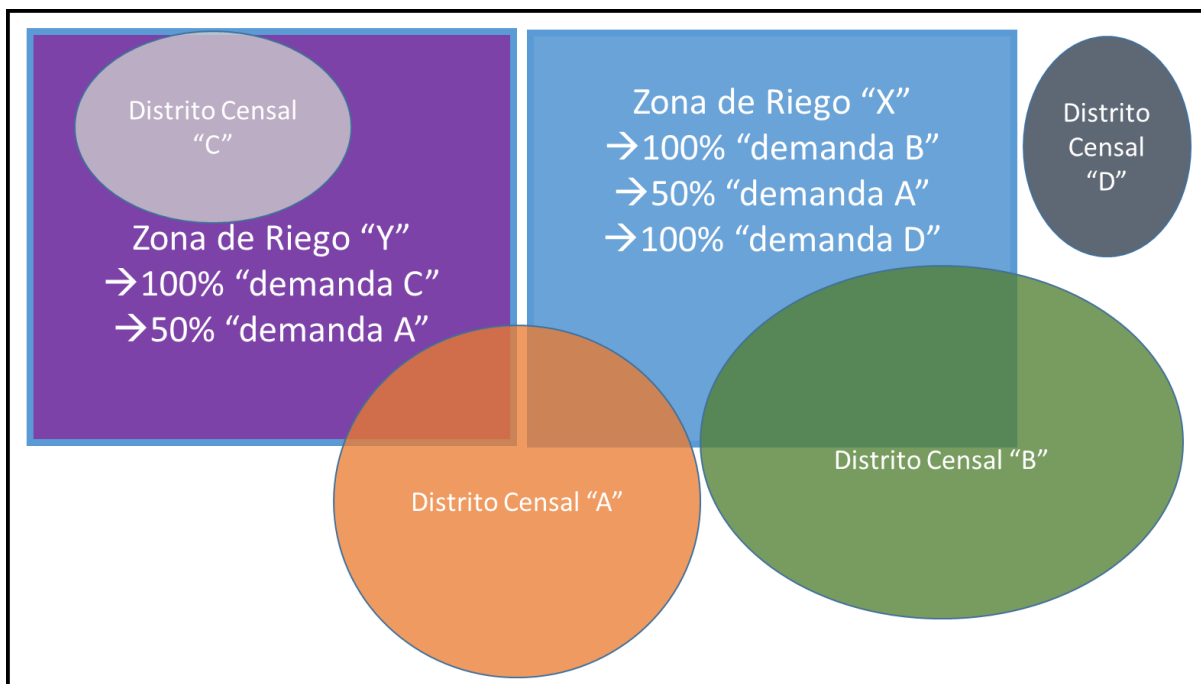 Distrito Censal
“C”
Zona de Riego “Y”
→100% “demanda C”
→50% “demanda A”
Zona de Riego “X”
→100% “demanda B”
→50% “demanda A”
→100% “demanda D”
Distrito
Censal
“D”
Distrito Censal “A”
Distrito Censal “B”